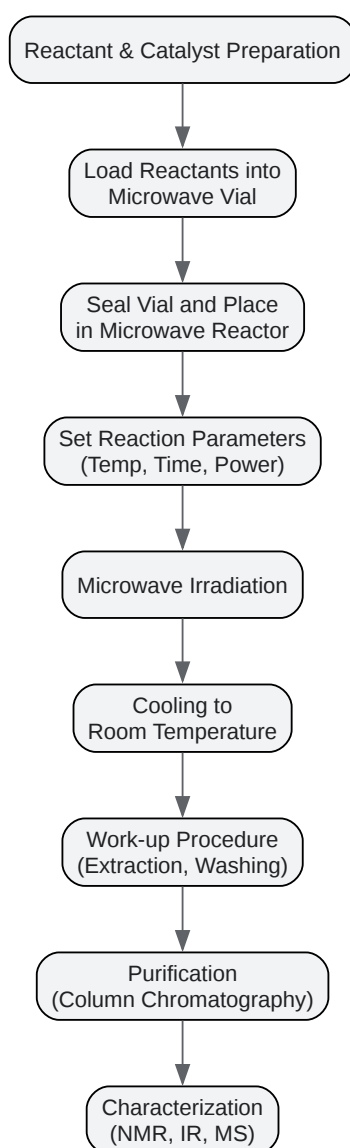 Reactant & Catalyst Preparation
Load Reactants into
Microwave Vial
Seal Vial and Place
in Microwave Reactor
Set Reaction Parameters
(Temp, Time, Power)
Microwave Irradiation
Cooling to
Room Temperature
Work-up Procedure
(Extraction, Washing)
Purification
(Column Chromatography)
Characterization
(NMR, IR, MS)